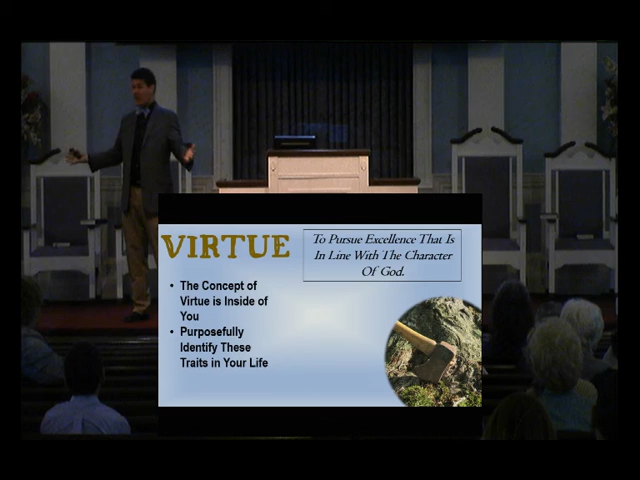 VIRTUE
To Pursue Excellence That Is
In Line With The Character
Of God.
• The Concept of
Virtue is Inside of
You
• Purposefully
Identify These
Traits in Your Life